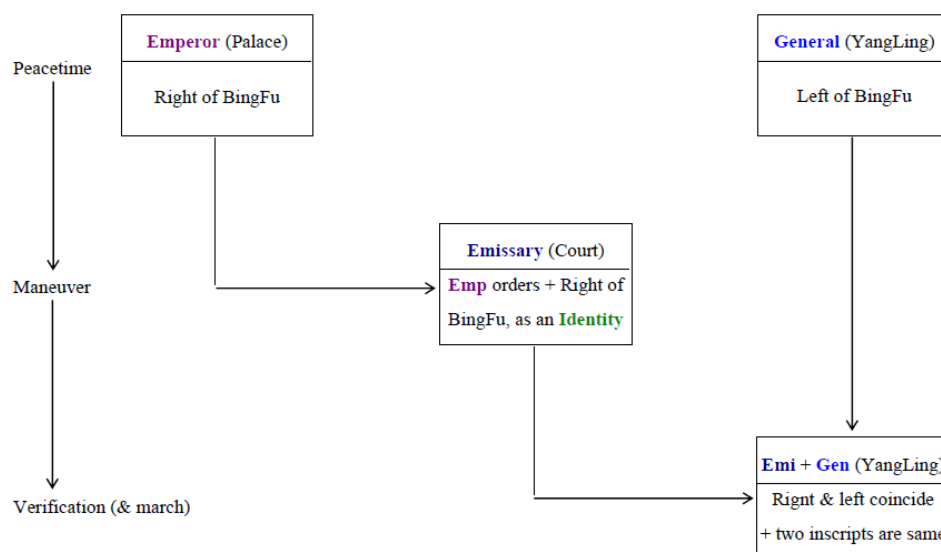 Emperor (Palace)
General (YangLing)
Peacetime
Right of BingFu
Left of BingFu
Emissary (Court)
Maneuver
Emp orders + Right of
BingFu, as an Identity
Emi + Gen (YangLing)
Verification (& march)
Rignt & left coincide
+ two inscripts are same